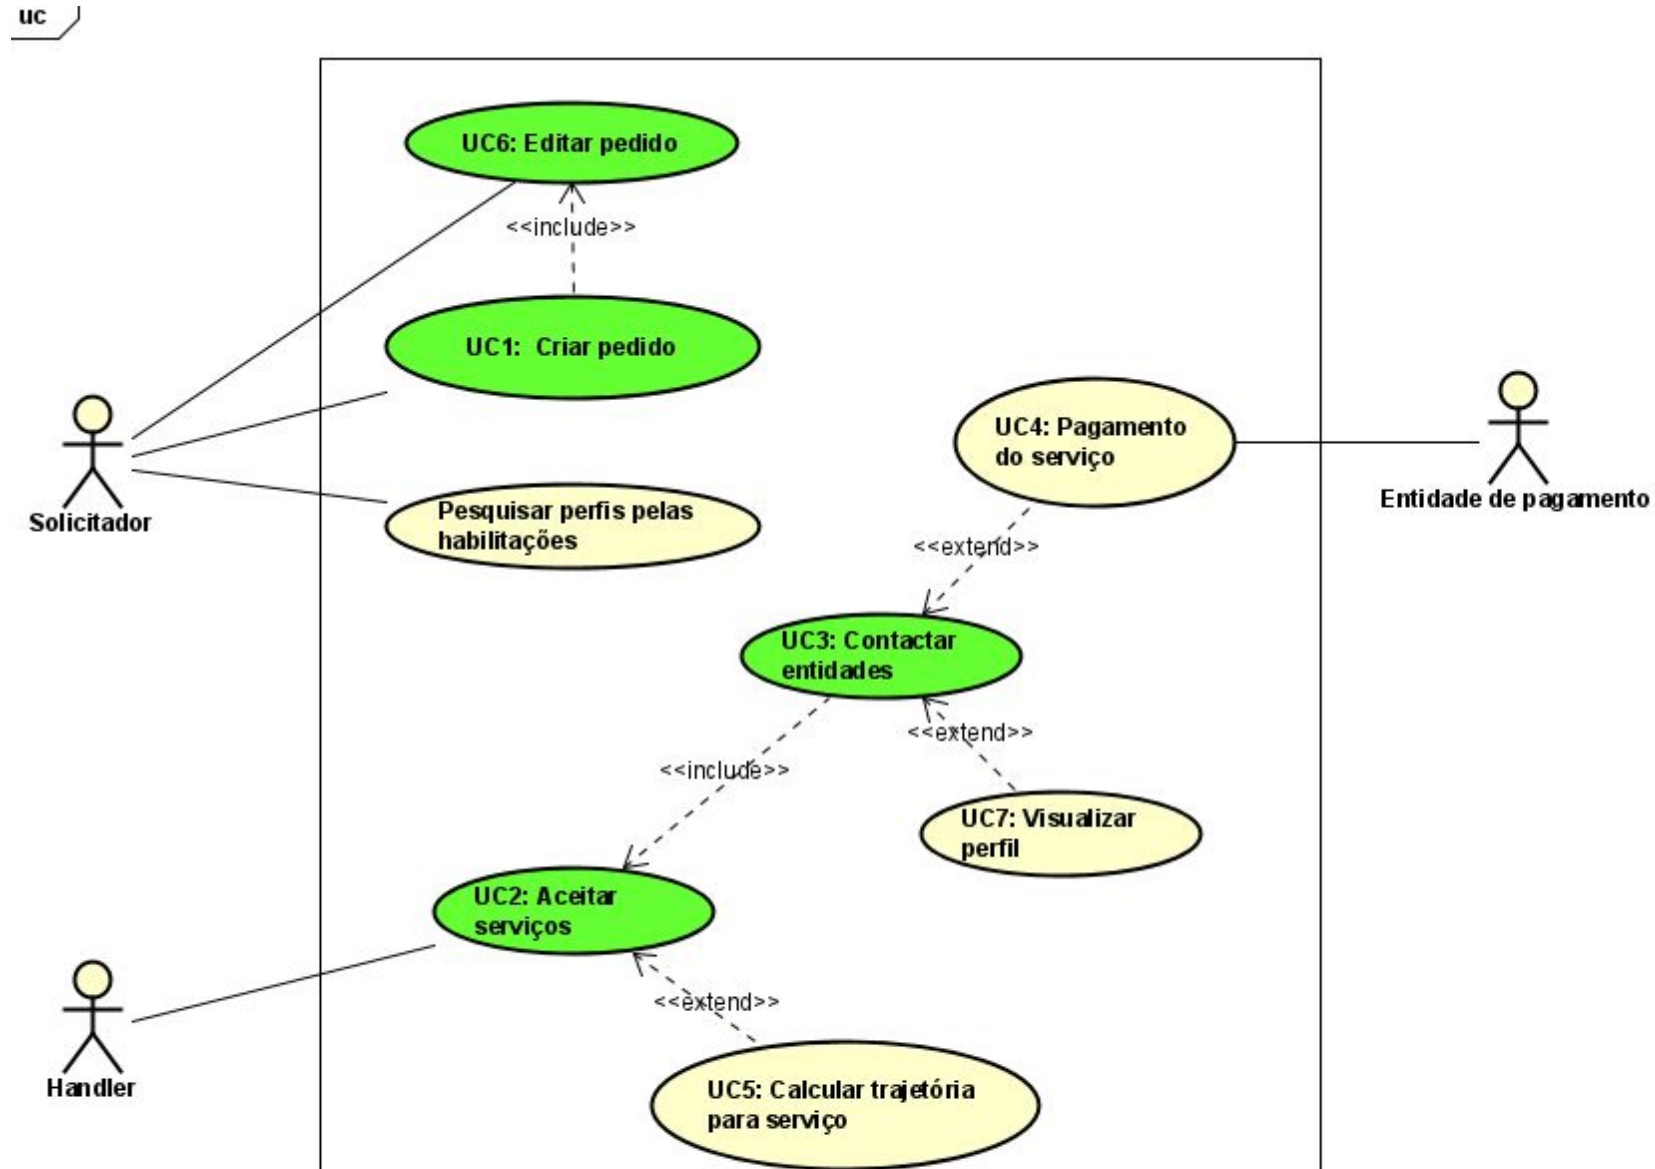 uc
UC6: Editar pedido
<<include>>
UC1: Criar pedido
Solicitador
Pesquisar perfis pelas
habilitações
UC4: Pagamento
do serviço
Entidade de pagamento
<<extend>>
UC3: Contactar
entidades
<<extend>>
<<include>>
UC7: Visualizar
perfil
UC2: Aceitar
serviços
Handler
<<extend>>
UC5: Calcular trajetória
para serviço